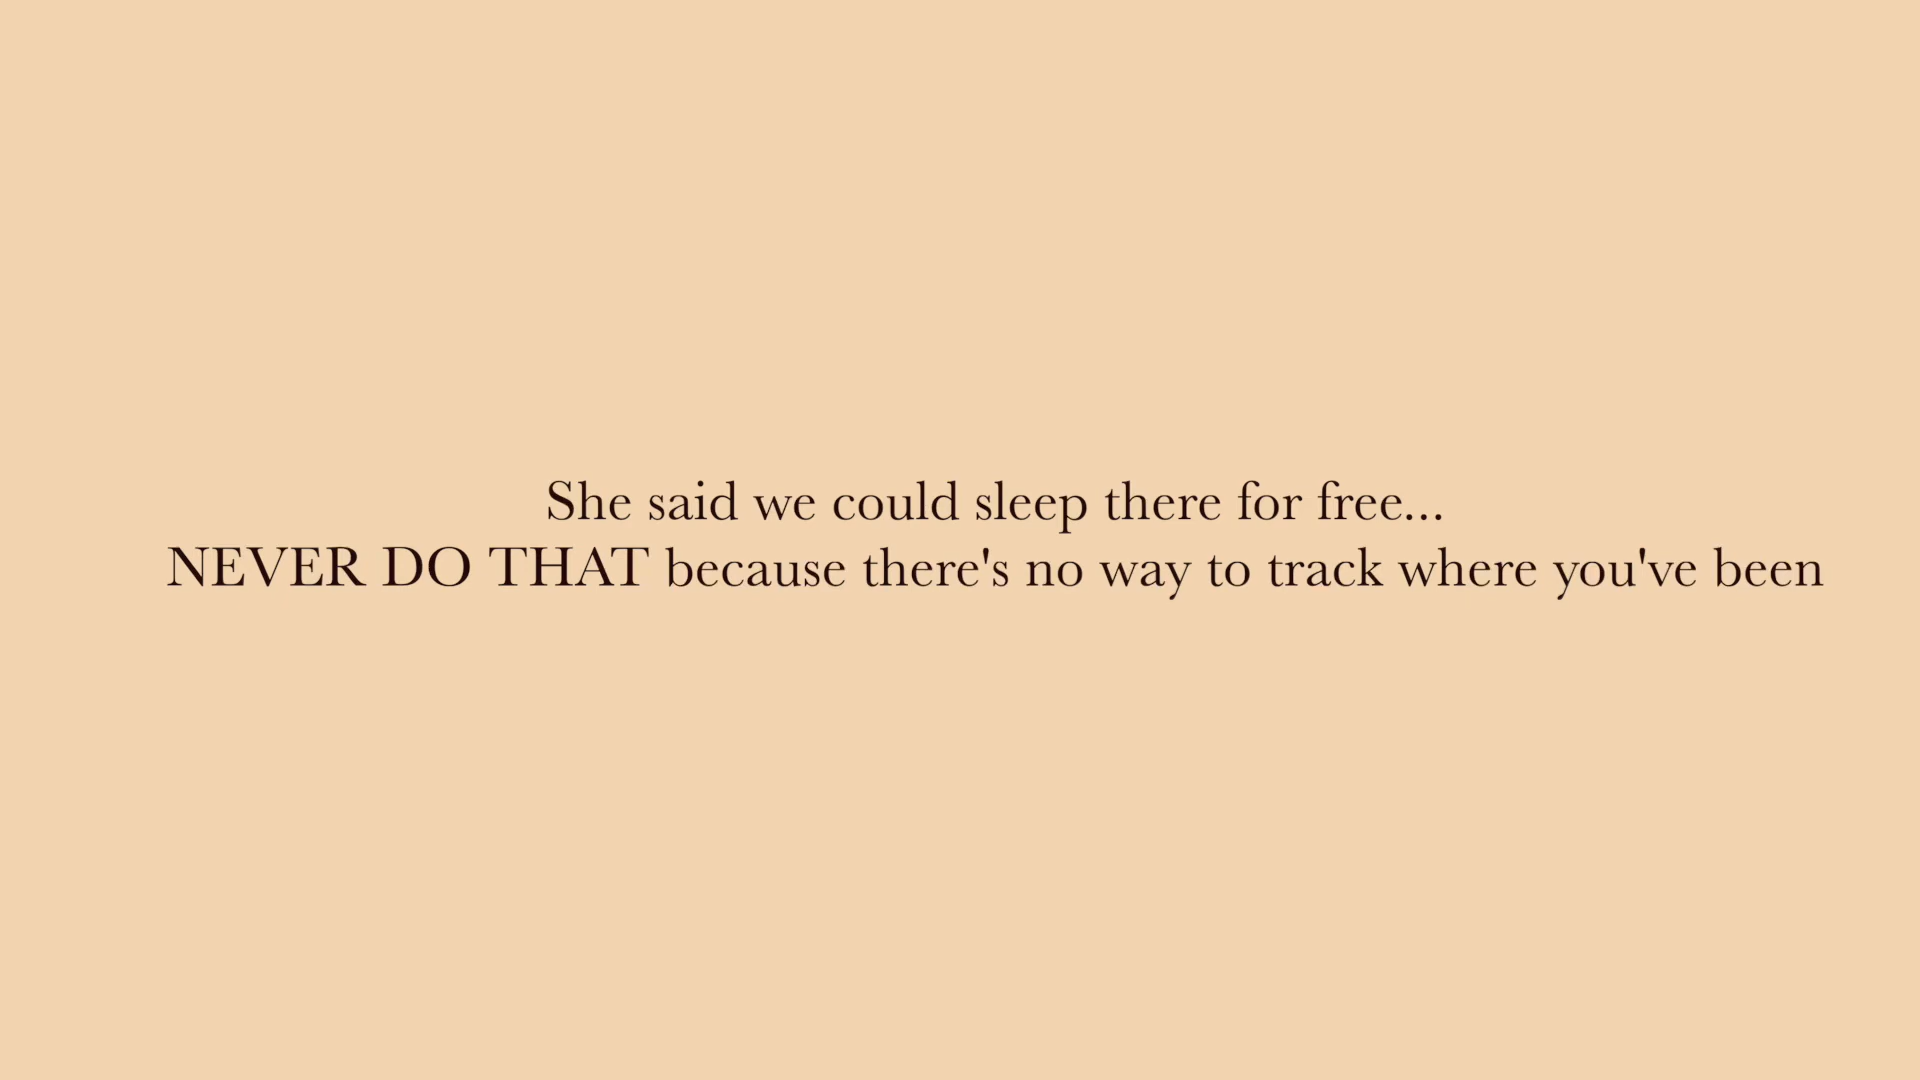 She said we could sleep there for free...
NEVER DO THAT because there's no way to track where you've been